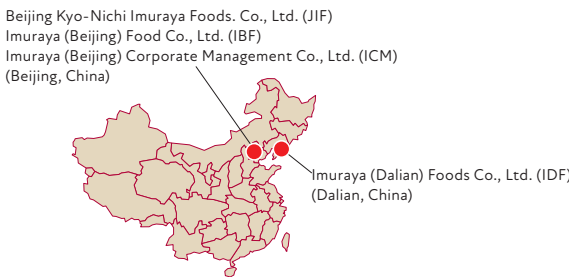 Beijing Kyo-Nichi Imuraya Foods. Co., Ltd. (JIF)
Imuraya (Beijing) Food Co., Ltd. (IBF)
Imuraya (Beijing) Corporate Management Co., Ltd. (ICM)
(Beijing, China)
Imuraya (Dalian) Foods Co., Ltd. (IDF)
(Dalian, China)